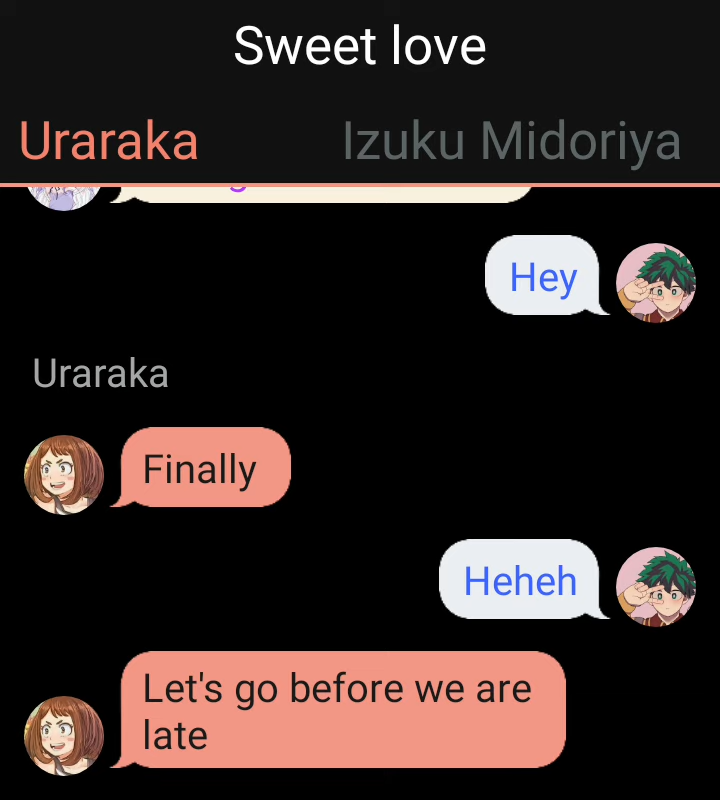 Sweet love
Uraraka
Izuku Midoriya
Hey
Uraraka
Finally
Heheh
Let's go before we are
late